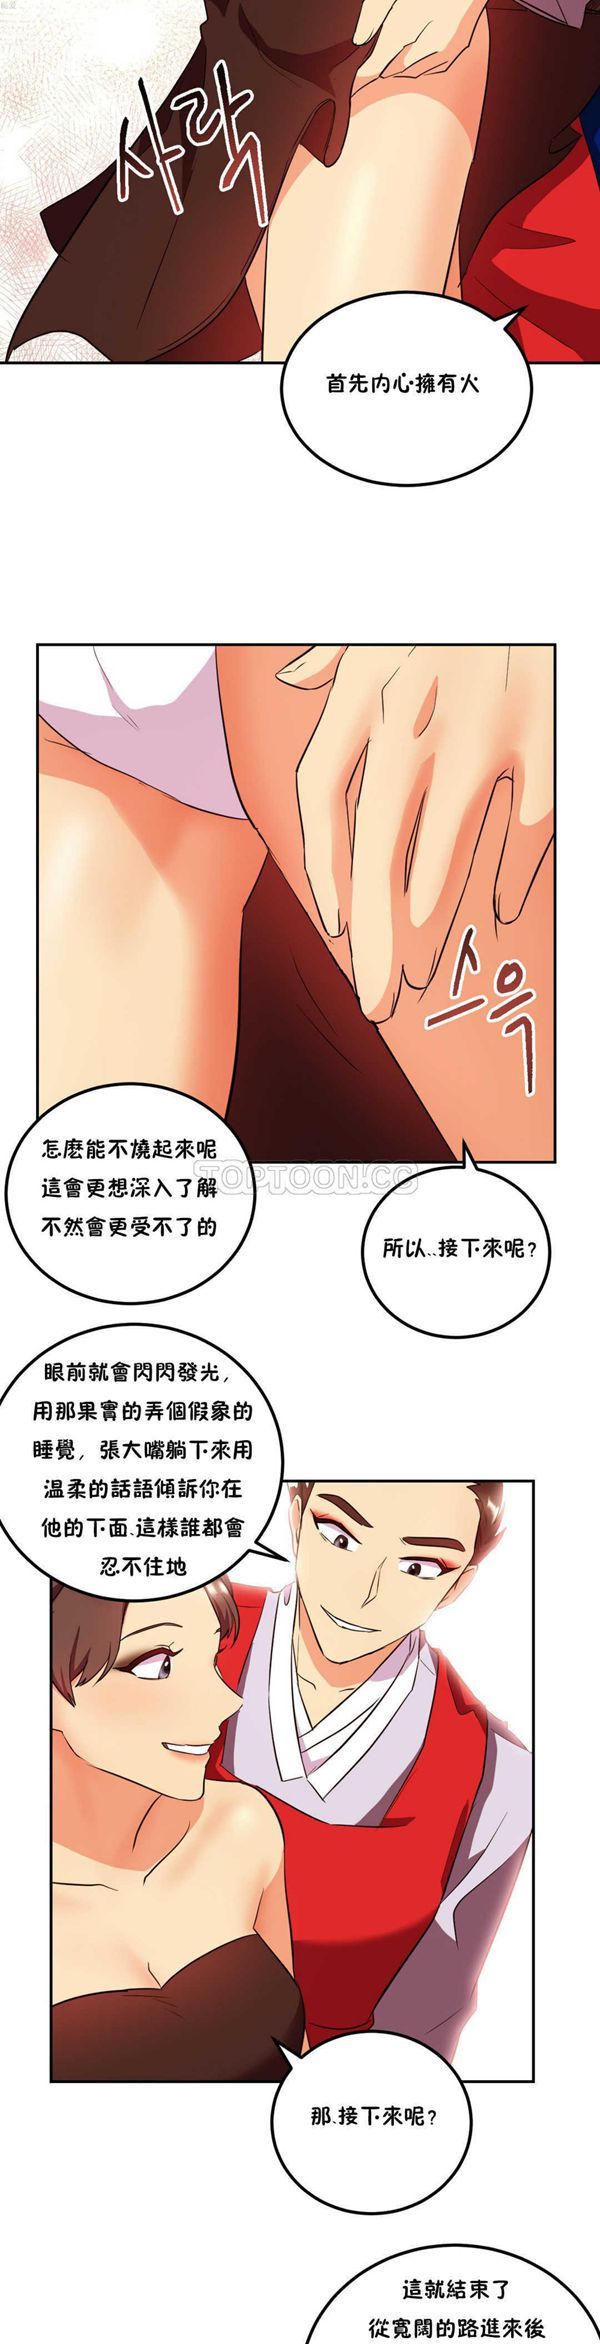 사락
首先内心擁有火
스윽
怎麽能不燒起來呢
這會更想深入了解
不然會更受不了的
TOPTOON.CC
所以..接下來呢?
眼前就會閃閃發光,
用那果實的弄個假象的
睡覺, 張大嘴躺下來用
溫柔的話語傾訴你在
他的下面.這樣誰都會
忍不住地
那.接下來呢?
這就結束了
從寬闊的路進來後